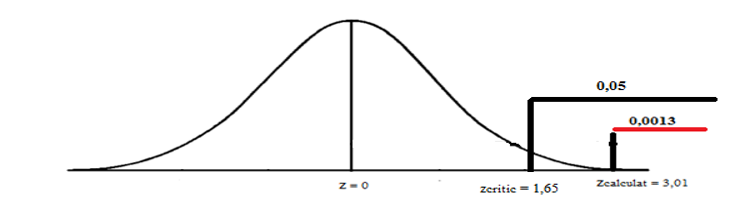 0,05
0,0013
Z = 0
Zcritic = 1,65
Zcalculat = 3,01